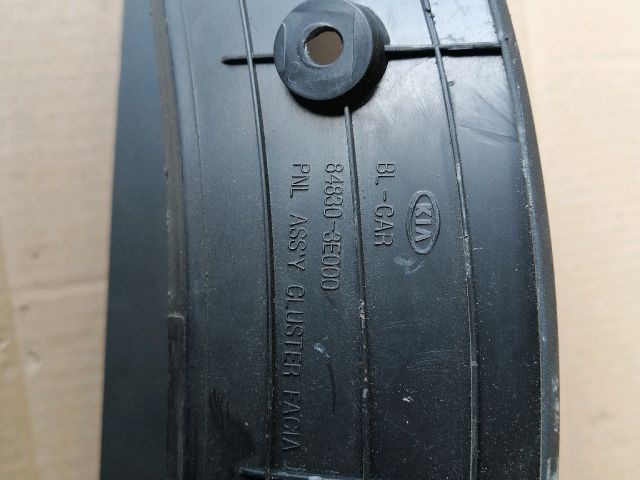 KIA
BL-CAR
84830-3E000
PNL ASS'Y CLUSTER FACIA